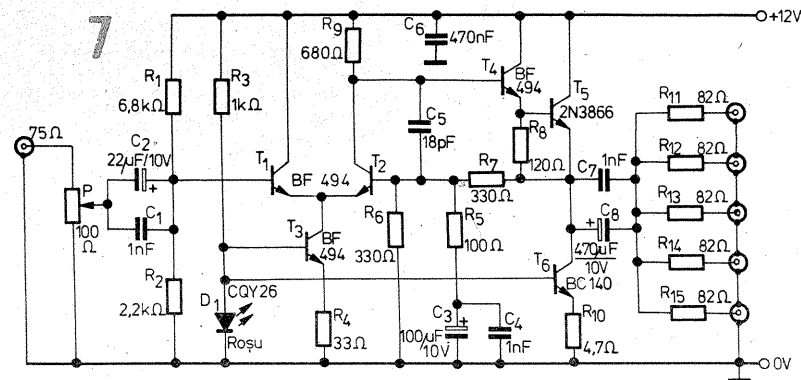 7
+12V
R1
6,8kΩ
R3
1kΩ
R9
680Ω
C6
470nF
T4
BF
494
T5
2N3866
R11 82Ω
75Ω
C2
22µF/10V
+
T1
BF 494
T2
C5
18pF
R7
330Ω
R8
120Ω
C7 1nF
R12 82Ω
P
100
Ω
C1
1nF
T3
BF
494
R6
330Ω
R5
100Ω
+
C8
470µF
10V
R13 82Ω
R2
2,2kΩ
D1 CQY26
Roşu
R4
33Ω
C3
+
100µF
10V
C4
1nF
T6
BC 140
R10
4,7Ω
R14 82Ω
R15 82Ω
0V